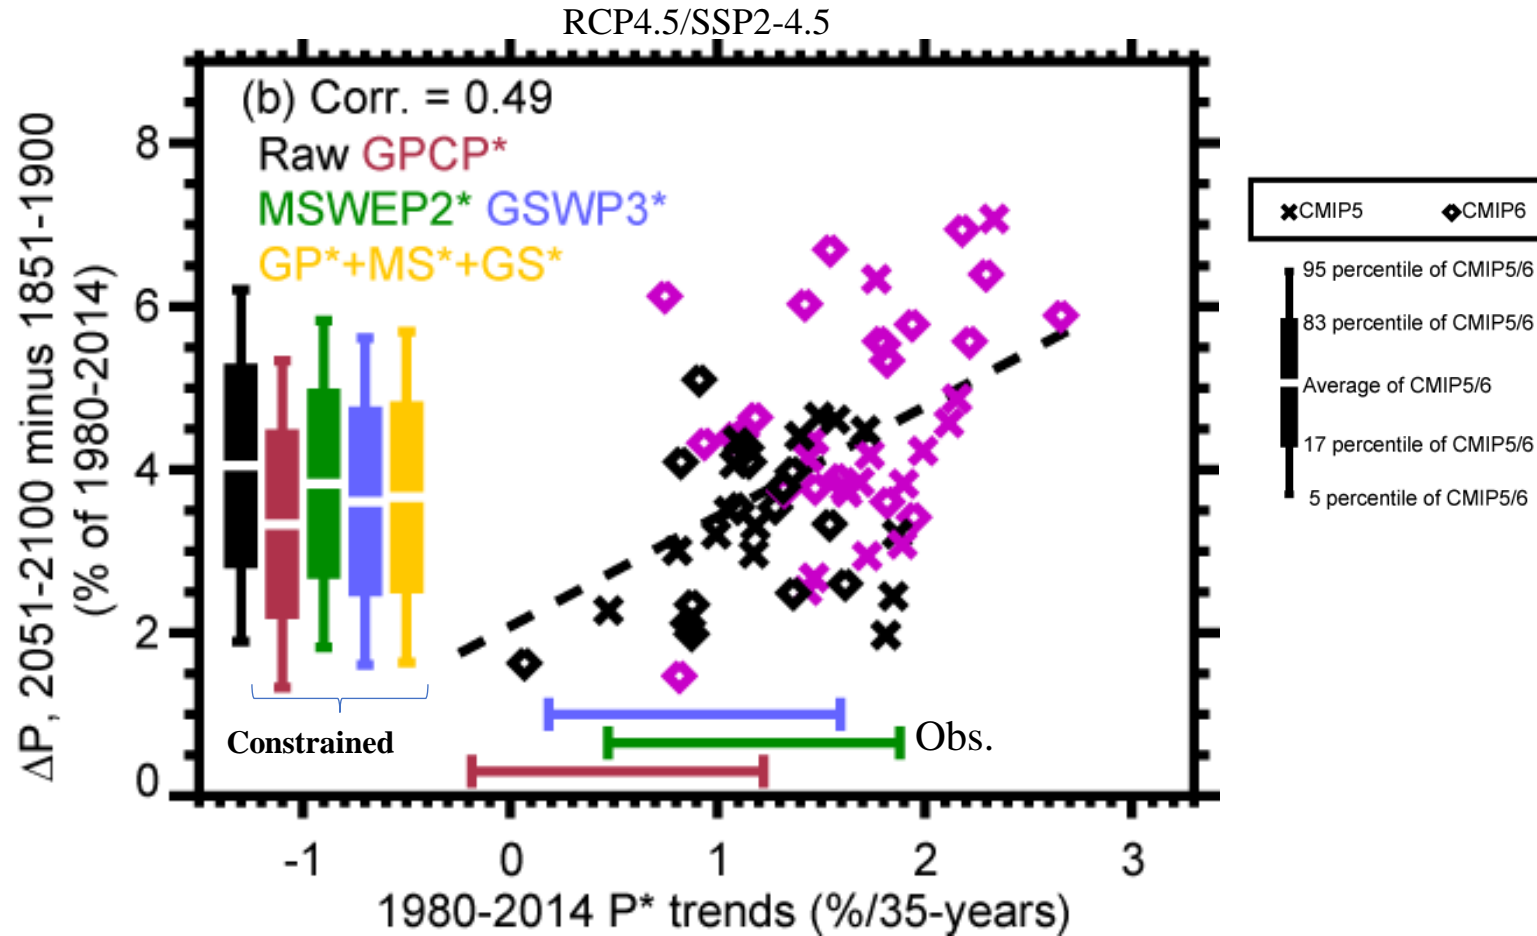 RCP4.5/SSP2-4.5
ΔP, 2051-2100 minus 1851-1900
(% of 1980-2014)
(b) Corr. = 0.49
Raw GPCP*
MSWEP2* GSWP3*
GP*+MS*+GS*
8
6
4
2
0
Constrained
Obs.
-1 0 1 2 3
1980-2014 P* trends (%/35-years)
CMIP5 CMIP6
95 percentile of CMIP5/6
83 percentile of CMIP5/6
Average of CMIP5/6
17 percentile of CMIP5/6
5 percentile of CMIP5/6